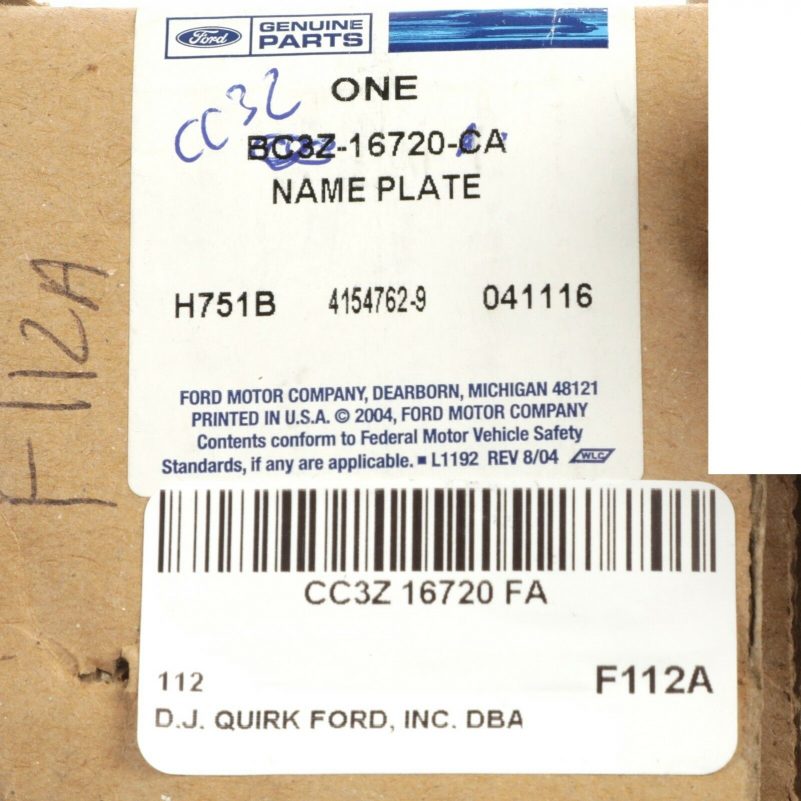 Ford
GENUINE
PARTS
CC3Z
ONE
BC3Z-16720-CA
NAME PLATE
H751B 4154762-9 041116
FORD MOTOR COMPANY, DEARBORN, MICHIGAN 48121
PRINTED IN U.S.A. © 2004, FORD MOTOR COMPANY
Contents conform to Federal Motor Vehicle Safety
Standards, if any are applicable. ▪ L1192 REV 8/04 WLC
F112A
CC3Z 16720 FA
112 F112A
D.J. QUIRK FORD, INC. DBA